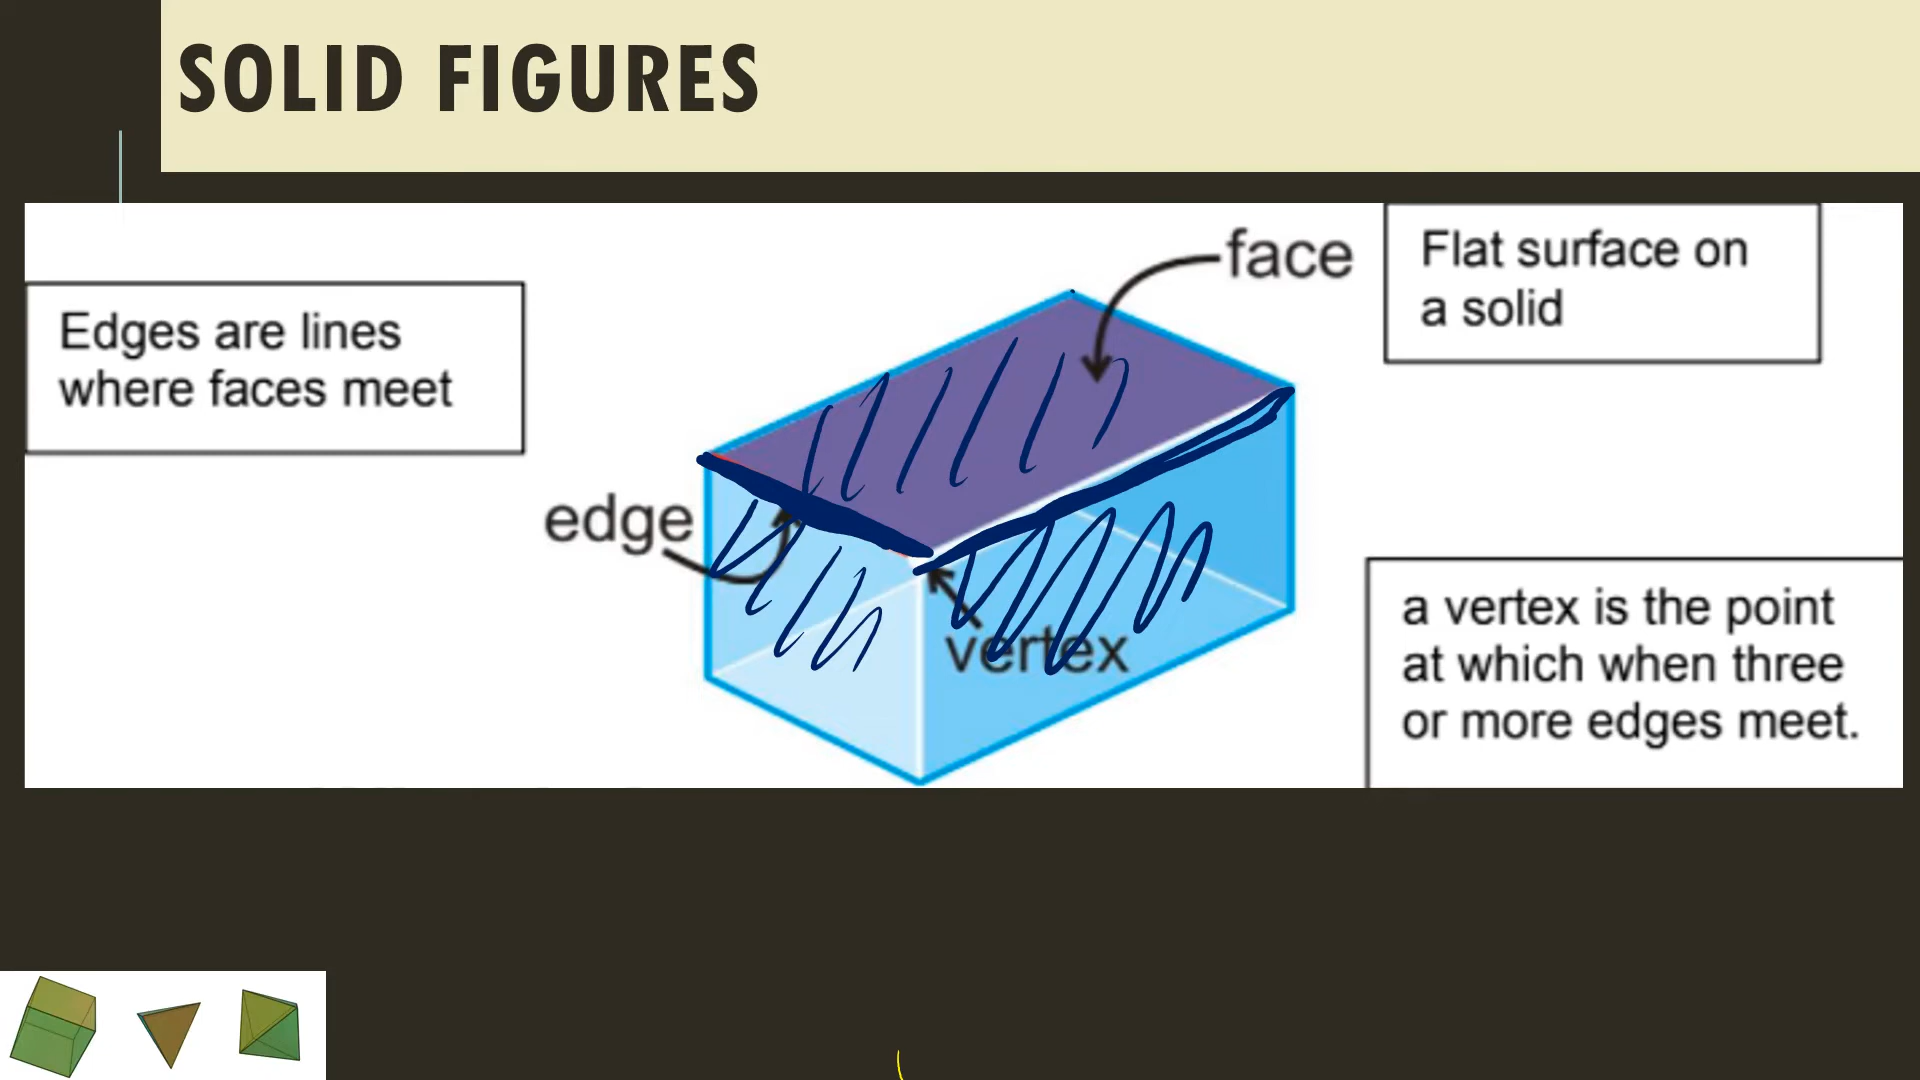 SOLID FIGURES
face
Flat surface on
a solid
Edges are lines
where faces meet
edge
vertex
a vertex is the point
at which when three
or more edges meet.